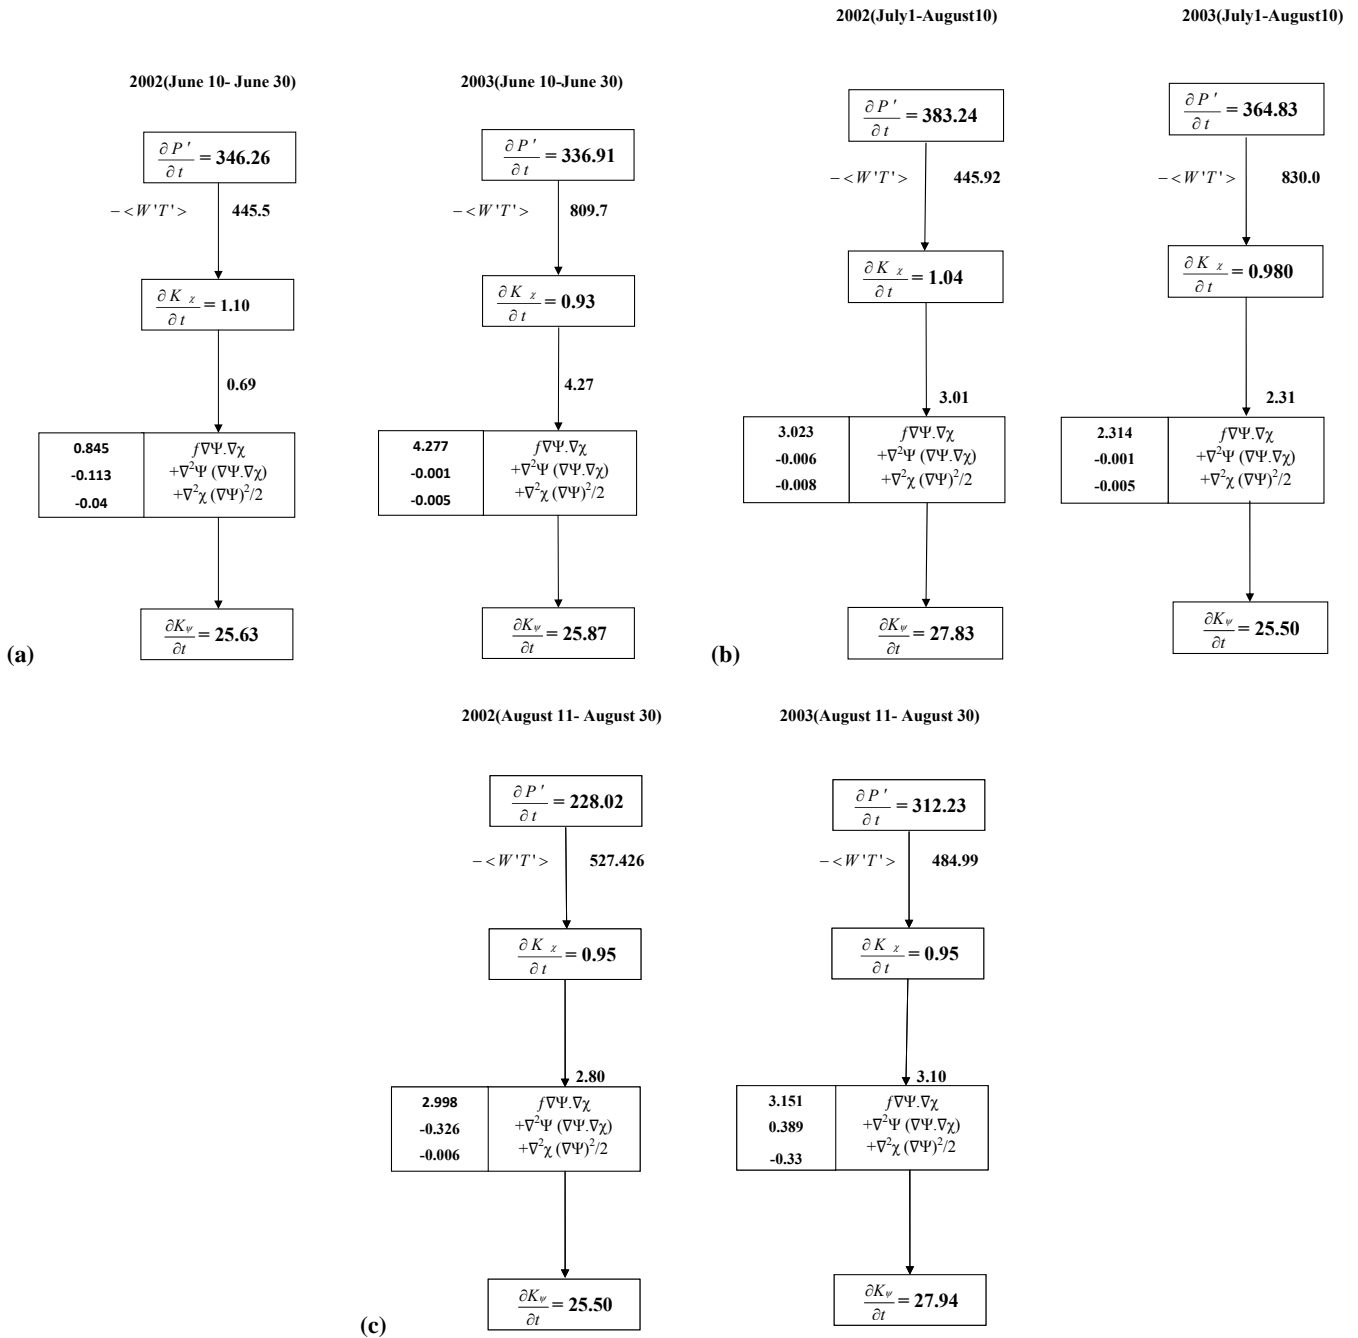 2002(June 10- June 30)
∂P'/∂t = 346.26
−<W'T'> 445.5
∂K χ/∂t = 1.10
0.69
0.845 f∇Ψ.∇χ
-0.113 +∇²Ψ (∇Ψ.∇χ)
-0.04 +∇²χ (∇Ψ)²/2
∂Kψ/∂t = 25.63
2003(June 10-June 30)
∂P'/∂t = 336.91
−<W'T'> 809.7
∂K χ/∂t = 0.93
4.27
4.277 f∇Ψ.∇χ
-0.001 +∇²Ψ (∇Ψ.∇χ)
-0.005 +∇²χ (∇Ψ)²/2
∂Kψ/∂t = 25.87
(a)
2002(July1-August10)
∂P'/∂t = 383.24
−<W'T'> 445.92
∂K χ/∂t = 1.04
3.01
3.023 f∇Ψ.∇χ
-0.006 +∇²Ψ (∇Ψ.∇χ)
-0.008 +∇²χ (∇Ψ)²/2
∂Kψ/∂t = 27.83
2003(July1-August10)
∂P'/∂t = 364.83
−<W'T'> 830.0
∂K χ/∂t = 0.980
2.31
2.314 f∇Ψ.∇χ
-0.001 +∇²Ψ (∇Ψ.∇χ)
-0.005 +∇²χ (∇Ψ)²/2
∂Kψ/∂t = 25.50
(b)
2002(August 11- August 30)
∂P'/∂t = 228.02
−<W'T'> 527.426
∂K χ/∂t = 0.95
2.80
2.998 f∇Ψ.∇χ
-0.326 +∇²Ψ (∇Ψ.∇χ)
-0.006 +∇²χ (∇Ψ)²/2
∂Kψ/∂t = 25.50
2003(August 11- August 30)
∂P'/∂t = 312.23
−<W'T'> 484.99
∂K χ/∂t = 0.95
3.10
3.151 f∇Ψ.∇χ
0.389 +∇²Ψ (∇Ψ.∇χ)
-0.33 +∇²χ (∇Ψ)²/2
∂Kψ/∂t = 27.94
(c)